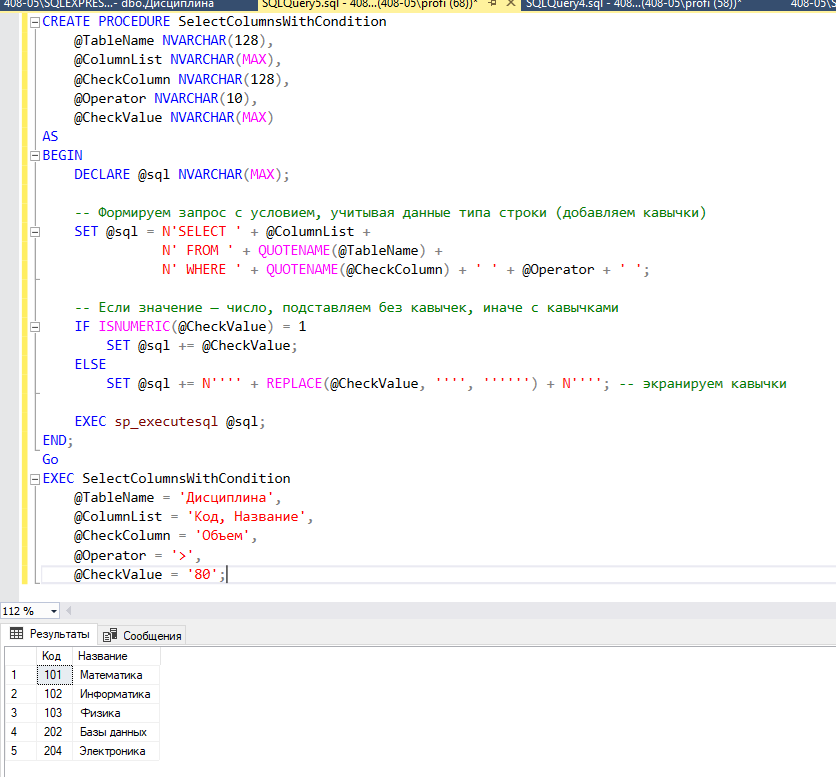 408-05\SQLEXPRES...- dbo.Дисциплина SQLQuery5.sql - 408...(408-05\profi (68))* SQLQuery4.sql - 408...(408-05\profi (58))* 408-05\S
CREATE PROCEDURE SelectColumnsWithCondition
@TableName NVARCHAR(128),
@ColumnList NVARCHAR(MAX),
@CheckColumn NVARCHAR(128),
@Operator NVARCHAR(10),
@CheckValue NVARCHAR(MAX)
AS
BEGIN
DECLARE @sql NVARCHAR(MAX);
-- Формируем запрос с условием, учитывая данные типа строки (добавляем кавычки)
SET @sql = N'SELECT ' + @ColumnList +
N' FROM ' + QUOTENAME(@TableName) +
N' WHERE ' + QUOTENAME(@CheckColumn) + ' ' + @Operator + ' ';
-- Если значение — число, подставляем без кавычек, иначе с кавычками
IF ISNUMERIC(@CheckValue) = 1
SET @sql += @CheckValue;
ELSE
SET @sql += N'''' + REPLACE(@CheckValue, '''', '''''') + N''''; -- экранируем кавычки
EXEC sp_executesql @sql;
END;
Go
EXEC SelectColumnsWithCondition
@TableName = 'Дисциплина',
@ColumnList = 'Код, Название',
@CheckColumn = 'Объем',
@Operator = '>',
@CheckValue = '80';
112 %
Результаты Сообщения
Код Название
1 101 Математика
2 102 Информатика
3 103 Физика
4 202 Базы данных
5 204 Электроника